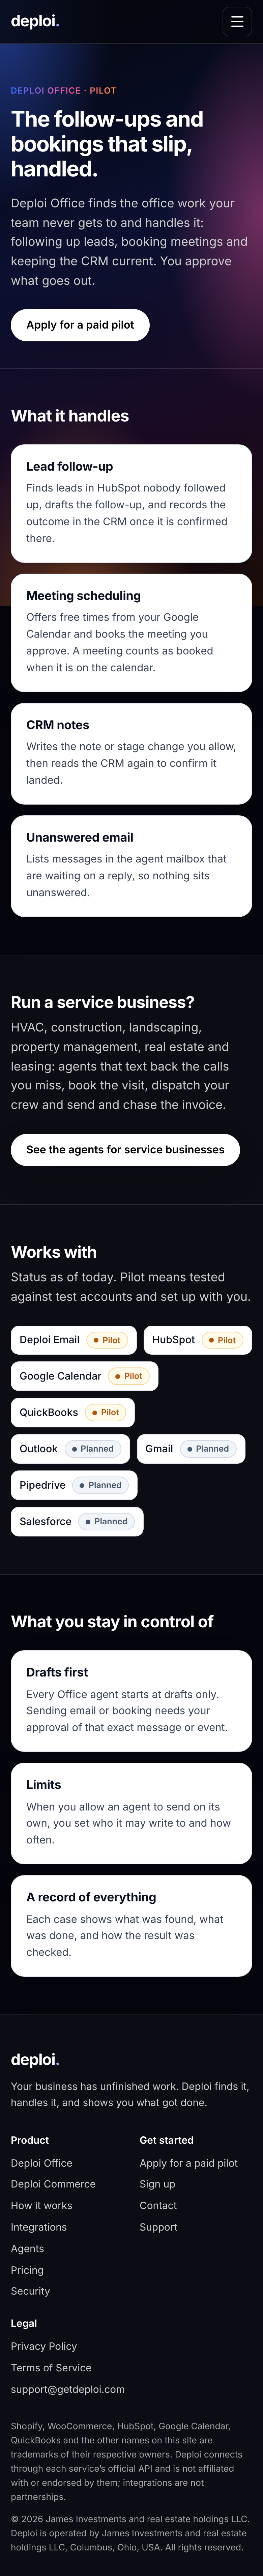 deploi.
DEPLOI OFFICE · PILOT
The follow-ups and
bookings that slip,
handled.
Deploi Office finds the office work your
team never gets to and handles it:
following up leads, booking meetings and
keeping the CRM current. You approve
what goes out.
Apply for a paid pilot
What it handles
Lead follow-up
Finds leads in HubSpot nobody followed
up, drafts the follow-up, and records the
outcome in the CRM once it is confirmed
there.
Meeting scheduling
Offers free times from your Google
Calendar and books the meeting you
approve. A meeting counts as booked
when it is on the calendar.
CRM notes
Writes the note or stage change you allow,
then reads the CRM again to confirm it
landed.
Unanswered email
Lists messages in the agent mailbox that
are waiting on a reply, so nothing sits
unanswered.
Run a service business?
HVAC, construction, landscaping,
property management, real estate and
leasing: agents that text back the calls
you miss, book the visit, dispatch your
crew and send and chase the invoice.
See the agents for service businesses
Works with
Status as of today. Pilot means tested
against test accounts and set up with you.
Deploi Email Pilot HubSpot Pilot
Google Calendar Pilot
QuickBooks Pilot
Outlook Planned Gmail Planned
Pipedrive Planned
Salesforce Planned
What you stay in control of
Drafts first
Every Office agent starts at drafts only.
Sending email or booking needs your
approval of that exact message or event.
Limits
When you allow an agent to send on its
own, you set who it may write to and how
often.
A record of everything
Each case shows what was found, what
was done, and how the result was
checked.
deploi.
Your business has unfinished work. Deploi finds it,
handles it, and shows you what got done.
Product
Deploi Office
Deploi Commerce
How it works
Integrations
Agents
Pricing
Security
Get started
Apply for a paid pilot
Sign up
Contact
Support
Legal
Privacy Policy
Terms of Service
support@getdeploi.com
Shopify, WooCommerce, HubSpot, Google Calendar,
QuickBooks and the other names on this site are
trademarks of their respective owners. Deploi connects
through each service's official API and is not affiliated
with or endorsed by them; integrations are not
partnerships.
© 2026 James Investments and real estate holdings LLC.
Deploi is operated by James Investments and real estate
holdings LLC, Columbus, Ohio, USA. All rights reserved.